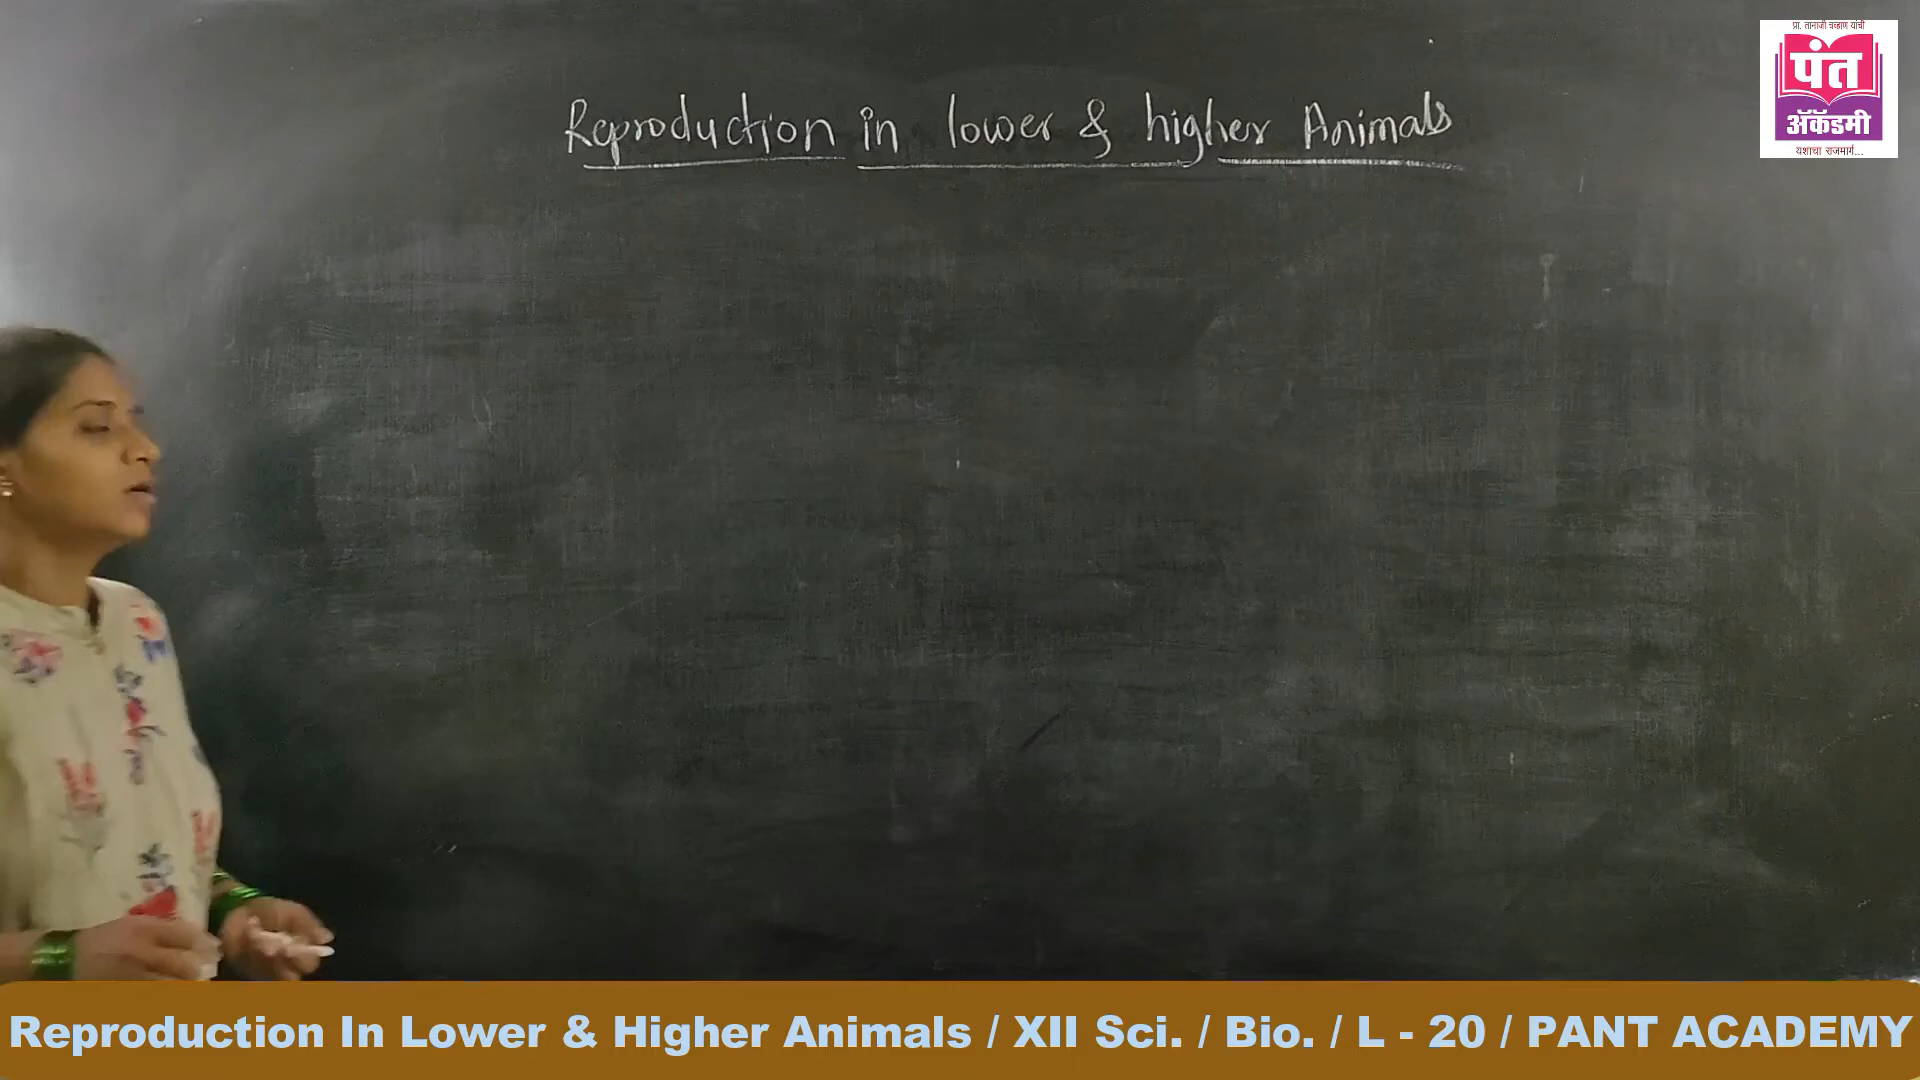 प्रा. तानाजी चव्हाण यांची
पंत
अ‍ॅकॅडमी
यशाचा राजमार्ग...
Reproduction in lower & higher Animals
Reproduction In Lower & Higher Animals / XII Sci. / Bio. / L - 20 / PANT ACADEMY